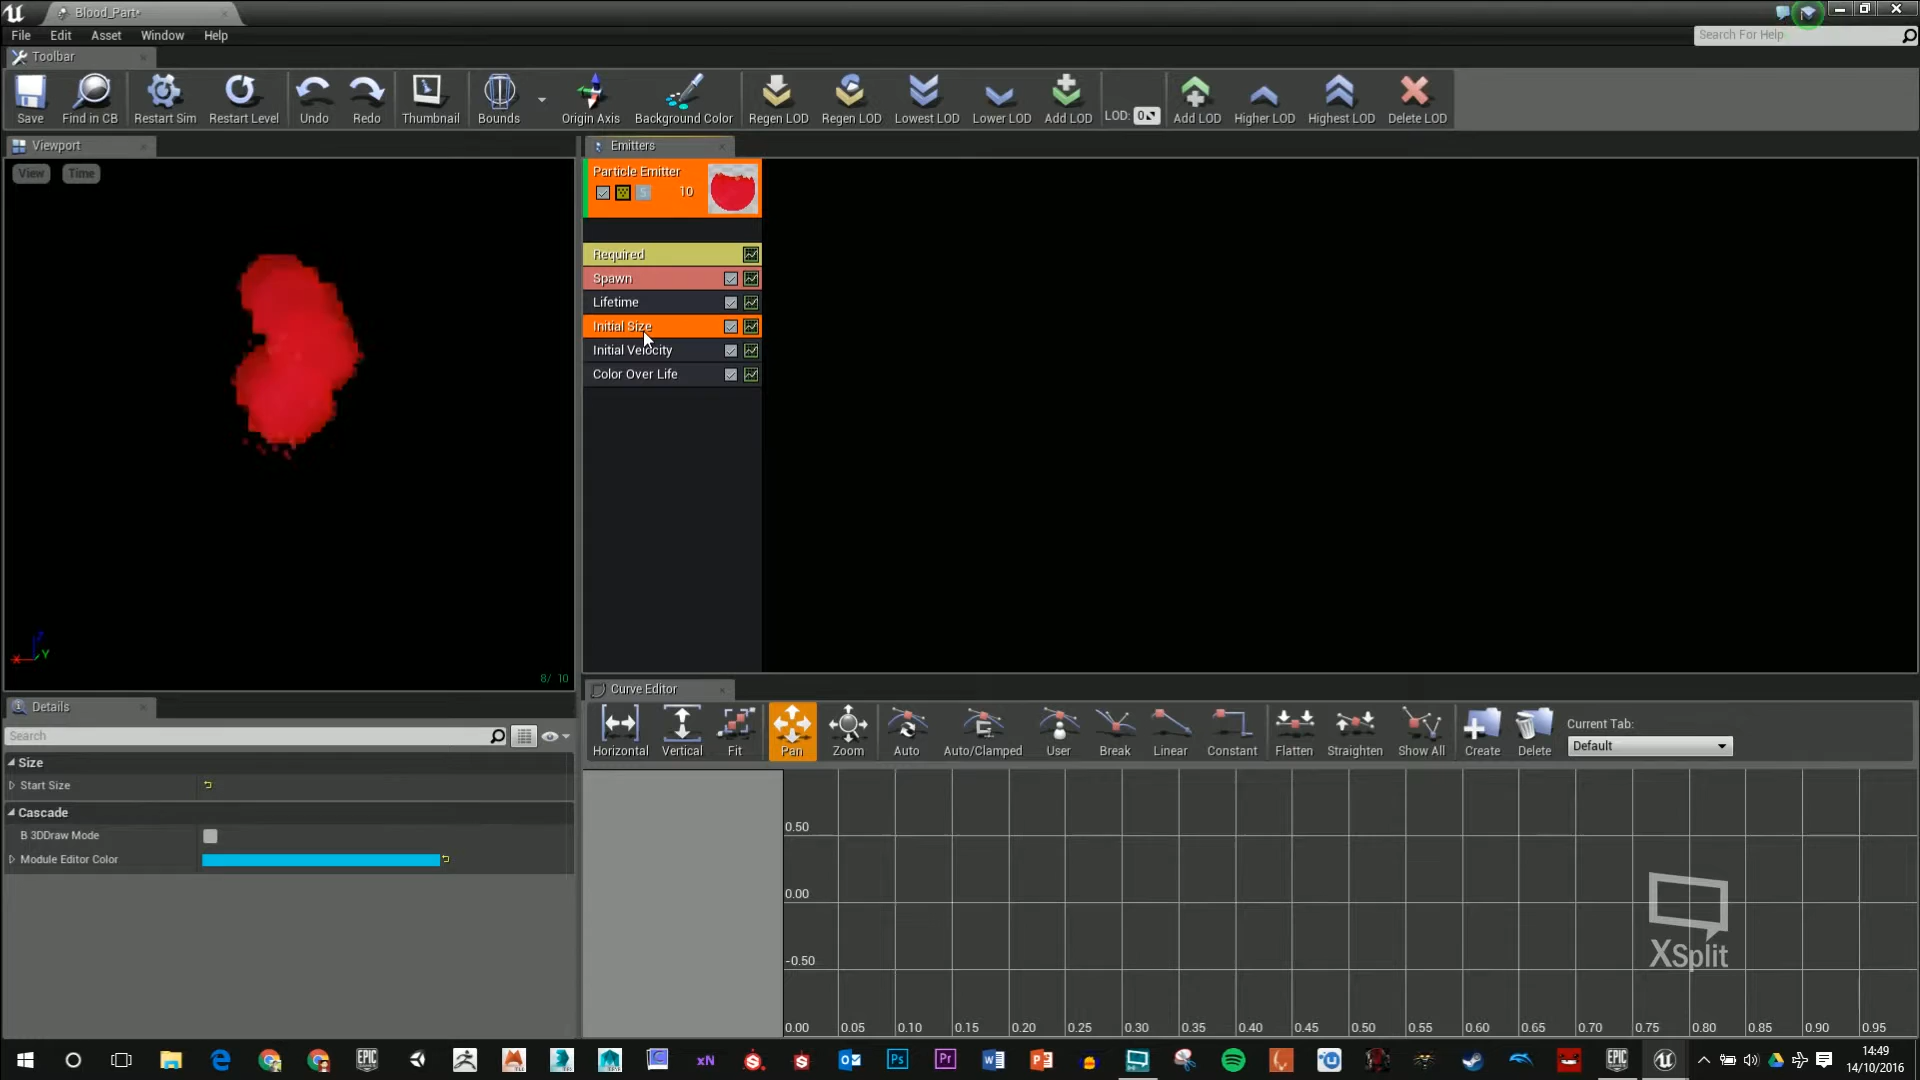 Blood_Part*
File Edit Asset Window Help
Search For Help
Toolbar
Save Find in CB Restart Sim Restart Level Undo Redo Thumbnail Bounds Origin Axis Background Color Regen LOD Regen LOD Lowest LOD Lower LOD Add LOD LOD: 0 Add LOD Higher LOD Highest LOD Delete LOD
Viewport
Emitters
View Time
Particle Emitter
10
Required
Spawn
Lifetime
Initial Size
Initial Velocity
Color Over Life
Y
8/ 10
Curve Editor
Horizontal Vertical Fit Pan Zoom Auto Auto/Clamped User Break Linear Constant Flatten Straighten Show All Create Delete
Current Tab:
Default
Details
Search
Size
Start Size
Cascade
B 3DDraw Mode
Module Editor Color
0.50
0.00
-0.50
0.00 0.05 0.10 0.15 0.20 0.25 0.30 0.35 0.40 0.45 0.50 0.55 0.60 0.65 0.70 0.75 0.80 0.85 0.90 0.95
XSplit
EPIC
xN
Ps
Pr
EPIC
14:49
14/10/2016